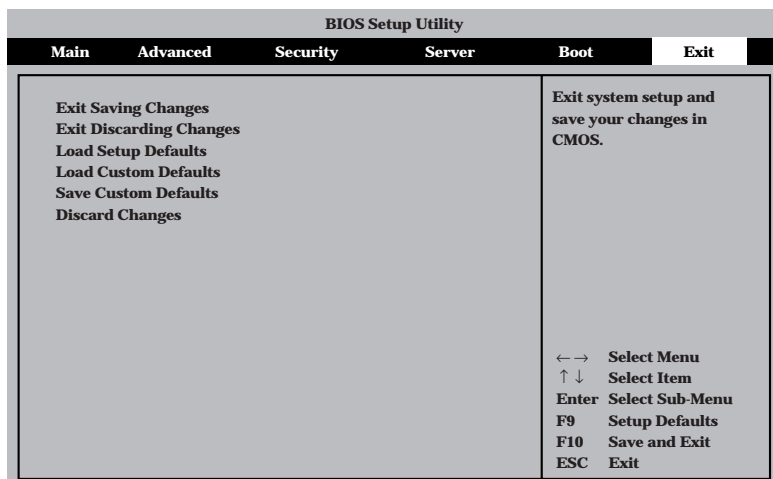 BIOS Setup Utility
Main Advanced Security Server Boot Exit
Exit Saving Changes
Exit Discarding Changes
Load Setup Defaults
Load Custom Defaults
Save Custom Defaults
Discard Changes
Exit system setup and
save your changes in
CMOS.
←→ Select Menu
↑↓ Select Item
Enter Select Sub-Menu
F9 Setup Defaults
F10 Save and Exit
ESC Exit